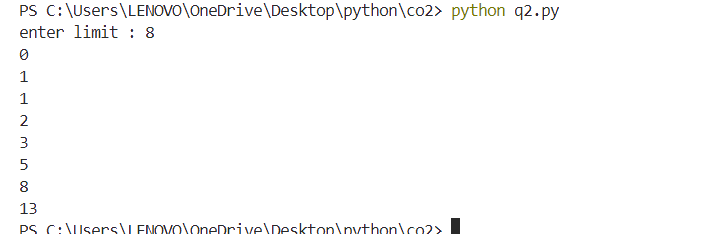 PS C:\Users\LENOVO\OneDrive\Desktop\python\co2> python q2.py
enter limit : 8
0
1
1
2
3
5
8
13
PS C:\Users\LENOVO\OneDrive\Desktop\python\co2>